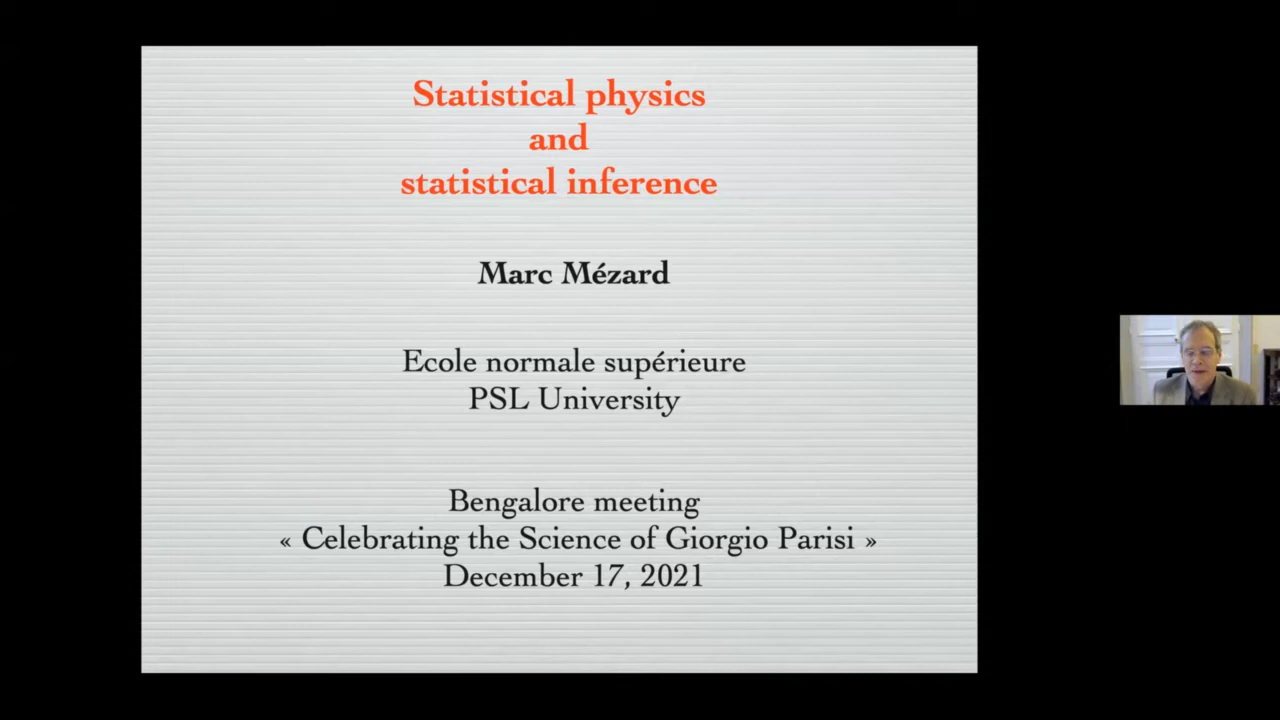 Statistical physics
and
statistical inference
Marc Mézard
Ecole normale supérieure
PSL University
Bengalore meeting
« Celebrating the Science of Giorgio Parisi »
December 17, 2021